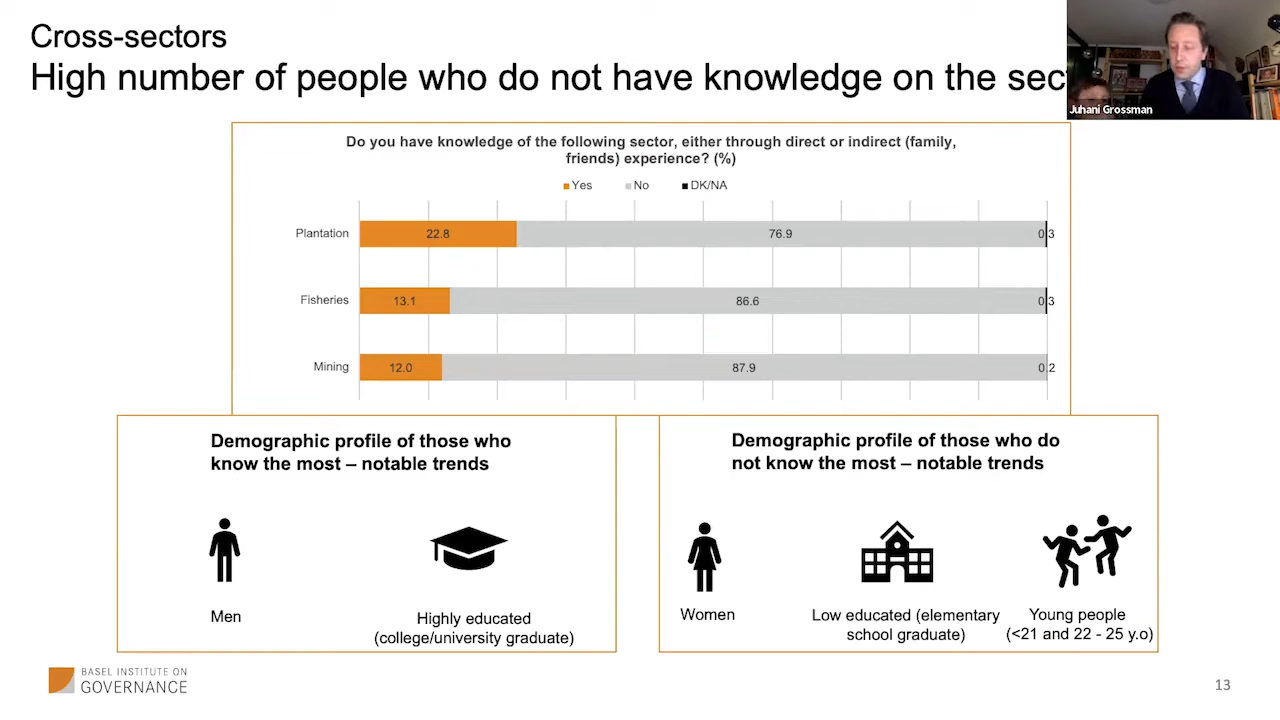 Cross-sectors
High number of people who do not have knowledge on the sec
Juhani Grossman
Do you have knowledge of the following sector, either through direct or indirect (family,
friends) experience? (%)
Yes No DK/NA
Plantation 22.8 76.9 0.3
Fisheries 13.1 86.6 0.3
Mining 12.0 87.9 0.2
Demographic profile of those who
know the most – notable trends
Men
Highly educated
(college/university graduate)
Demographic profile of those who do
not know the most – notable trends
Women
Low educated (elementary
school graduate)
Young people
(<21 and 22 - 25 y.o)
BASEL INSTITUTE ON
GOVERNANCE
13